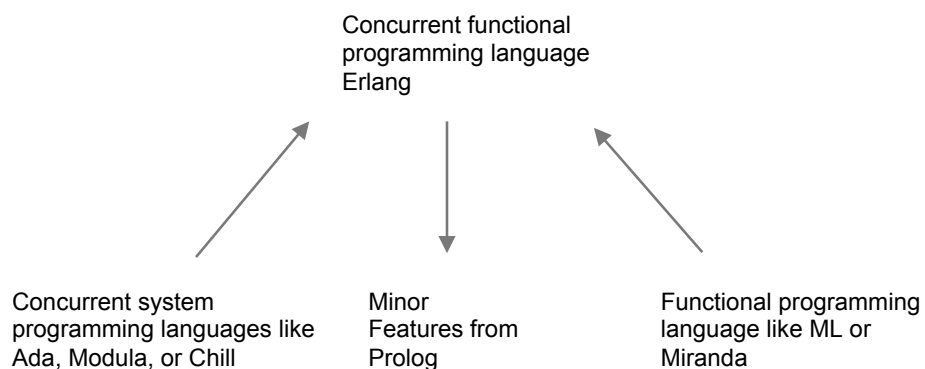 Concurrent functional
programming language
Erlang
Concurrent system
programming languages like
Ada, Modula, or Chill
Minor
Features from
Prolog
Functional programming
language like ML or
Miranda